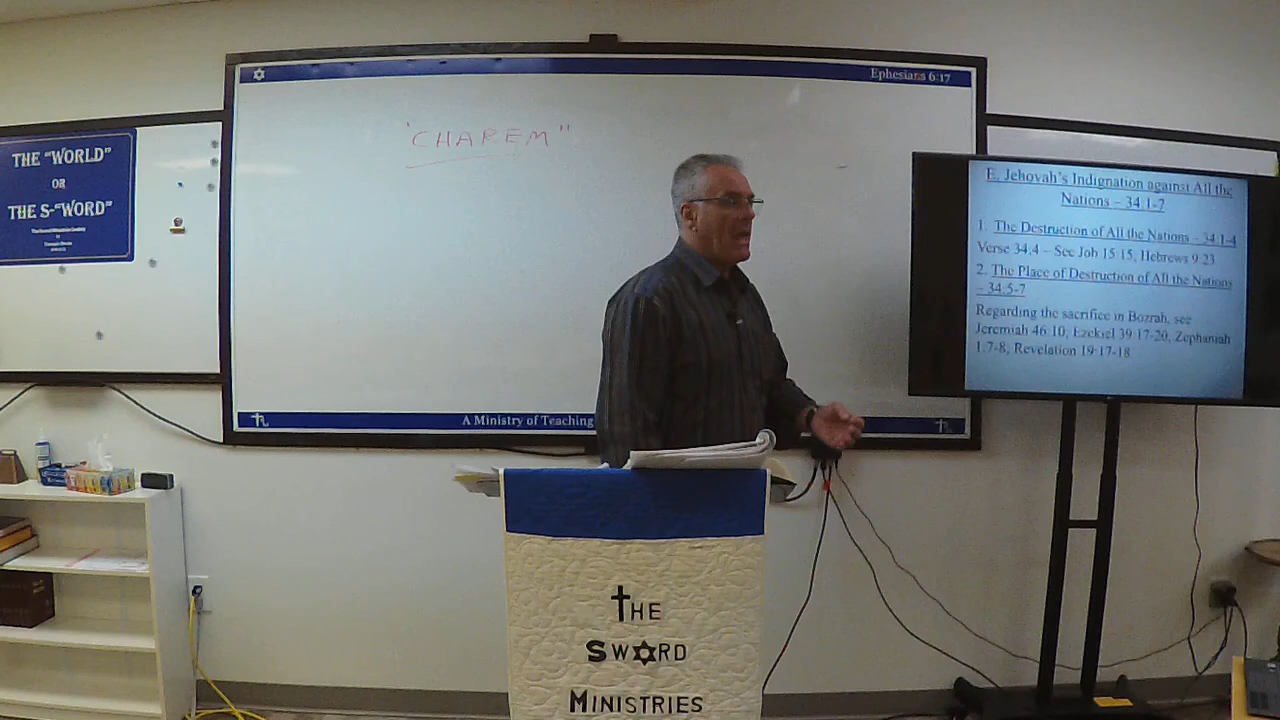 Ephesians 6:17
"CHAREM"
THE "WORLD"
OR
THE S-"WORD"
E. Jehovah's Indignation against All the
Nations – 34:1-7
1. The Destruction of All the Nations – 34:1-4
Verse 34:4 – See Job 15:15, Hebrews 9:23
2. The Place of Destruction of All the Nations
– 34:5-7
Regarding the sacrifice in Bozrah, see
Jeremiah 46:10, Ezekiel 39:17-20, Zephaniah
1:7-8, Revelation 19:17-18
A Ministry of Teaching
THE
SWORD
MINISTRIES